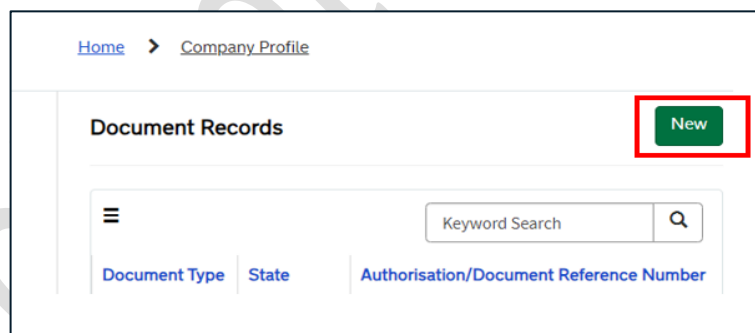 Home > Company Profile
Document Records
New
Keyword Search
Document Type State Authorisation/Document Reference Number